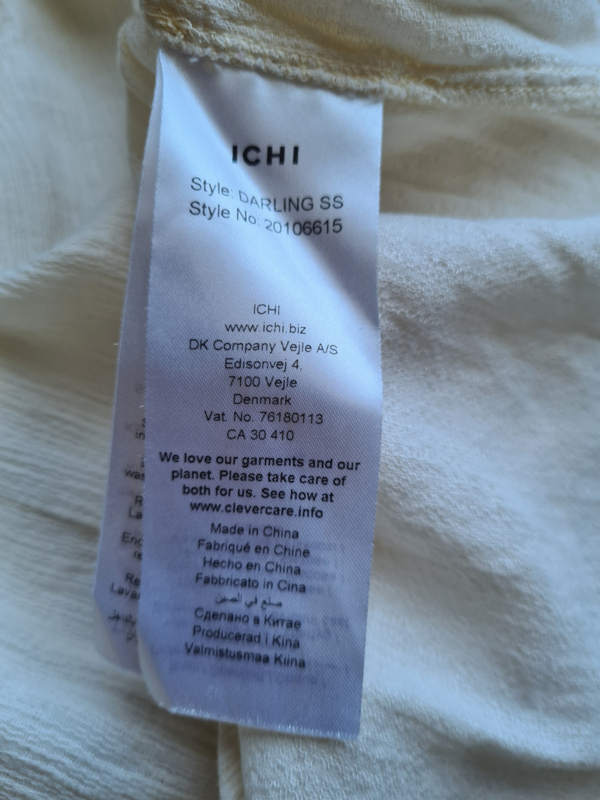 ICHI
Style: DARLING SS
Style No: 20106615
ICHI
www.ichi.biz
DK Company Vejle A/S
Edisonvej 4.
7100 Vejle
Denmark
Vat. No. 76180113
CA 30 410
We love our garments and our
planet. Please take care of
both for us. See how at
www.clevercare.info
Made in China
Fabriqué en Chine
Hecho en China
Fabbricato in Cina
صنع في الصين
Сделано в Китае
Producerad i Kina
Valmistusmaa Kiina